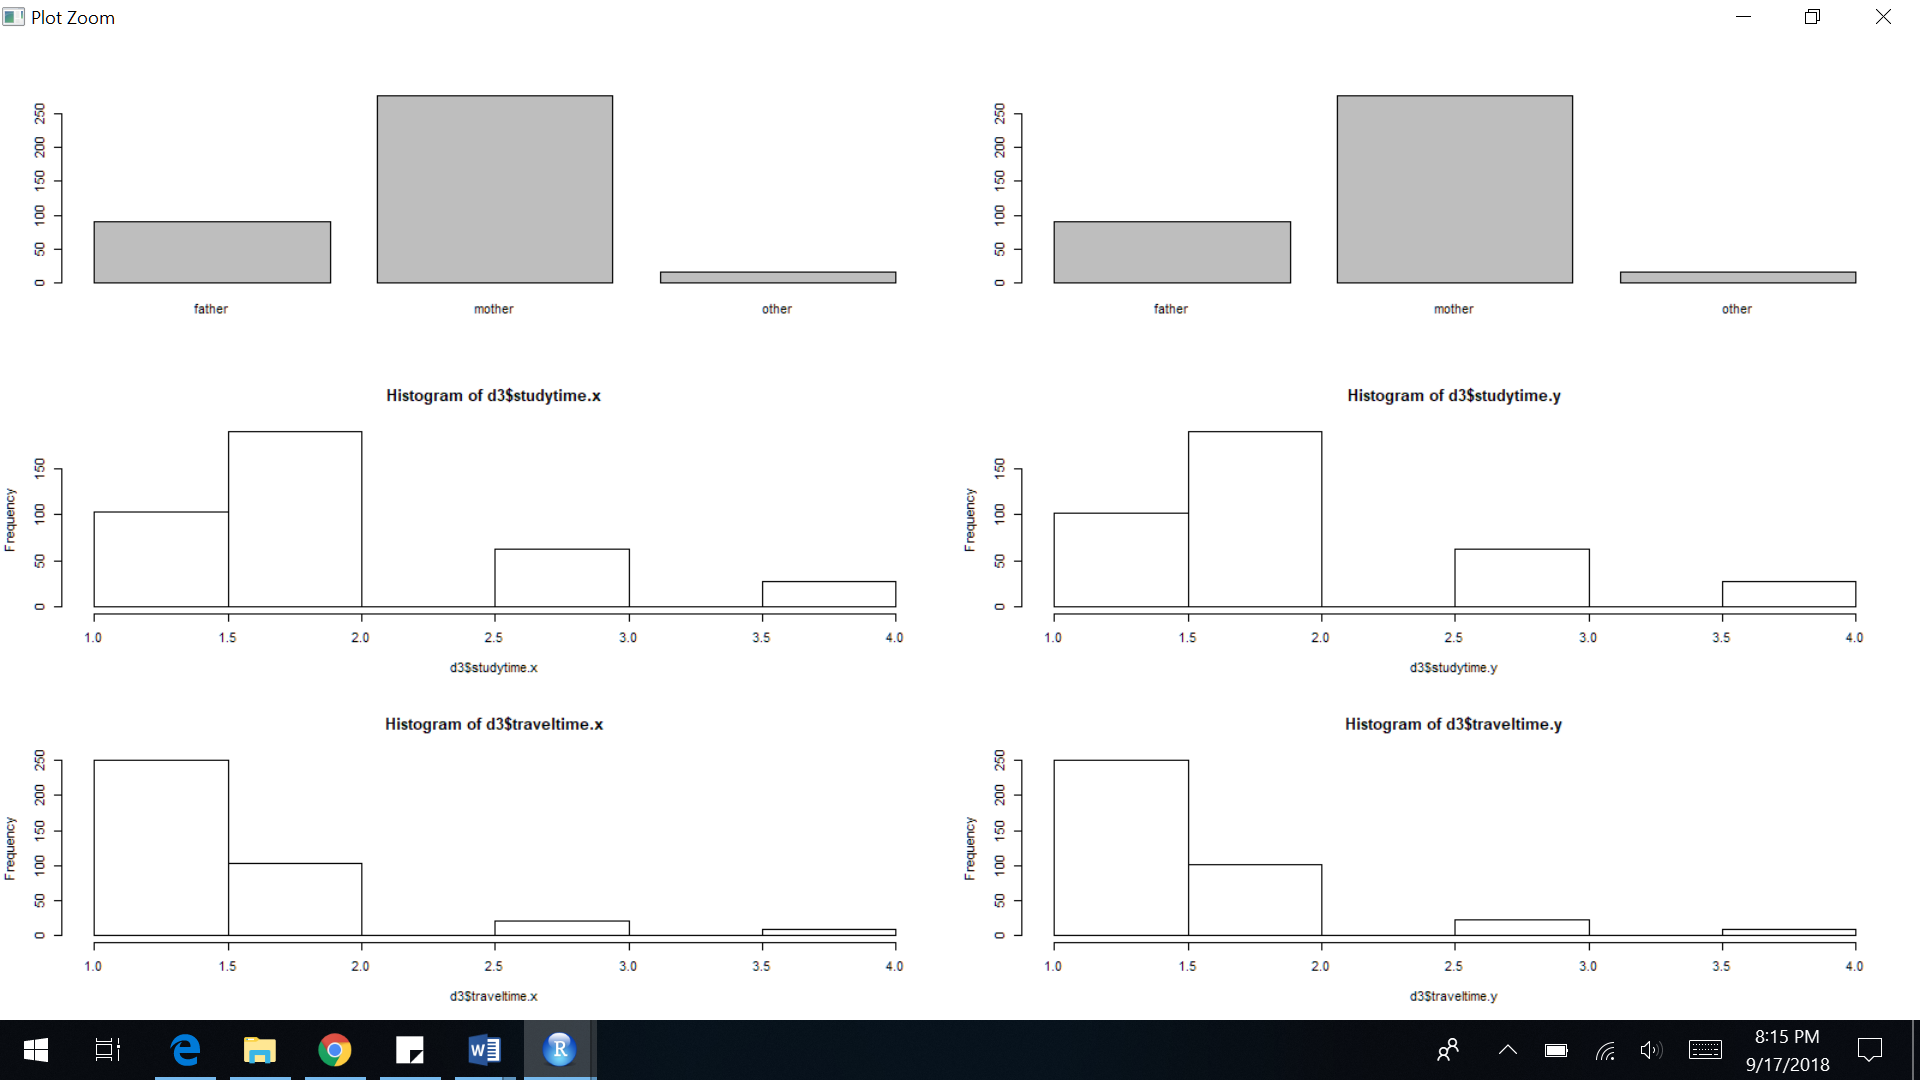 Plot Zoom
250
200
150
100
50
0
father mother other
250
200
150
100
50
0
father mother other
Histogram of d3$studytime.x
Frequency
150
100
50
0
1.0 1.5 2.0 2.5 3.0 3.5 4.0
d3$studytime.x
Histogram of d3$studytime.y
Frequency
150
100
50
0
1.0 1.5 2.0 2.5 3.0 3.5 4.0
d3$studytime.y
Histogram of d3$traveltime.x
Frequency
250
200
150
100
50
0
1.0 1.5 2.0 2.5 3.0 3.5 4.0
d3$traveltime.x
Histogram of d3$traveltime.y
Frequency
250
200
150
100
50
0
1.0 1.5 2.0 2.5 3.0 3.5 4.0
d3$traveltime.y
e
W
R
8:15 PM
9/17/2018